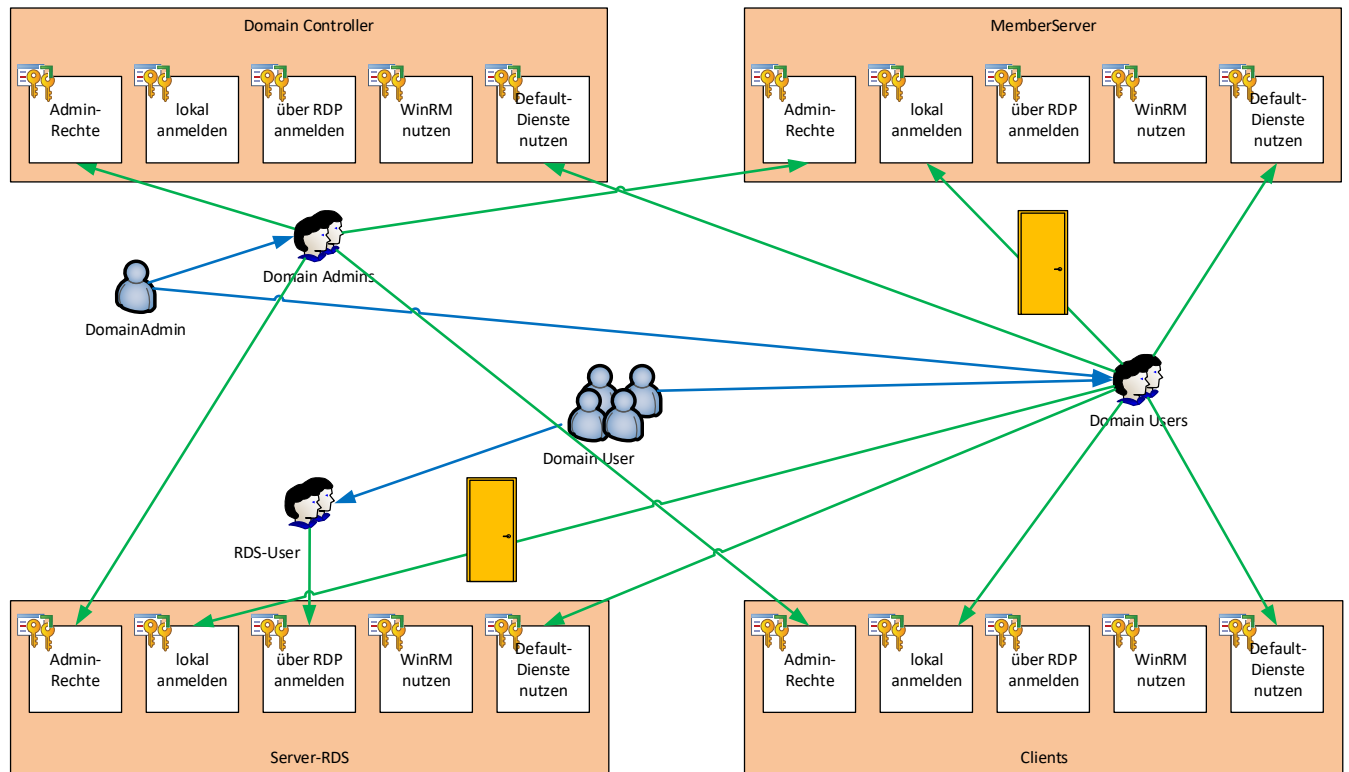 Domain Controller
Admin-
Rechte
lokal
anmelden
über RDP
anmelden
WinRM
nutzen
Default-
Dienste
nutzen
MemberServer
Admin-
Rechte
lokal
anmelden
über RDP
anmelden
WinRM
nutzen
Default-
Dienste
nutzen
Domain Admins
DomainAdmin
Domain Users
Domain User
RDS-User
Admin-
Rechte
lokal
anmelden
über RDP
anmelden
WinRM
nutzen
Default-
Dienste
nutzen
Server-RDS
Admin-
Rechte
lokal
anmelden
über RDP
anmelden
WinRM
nutzen
Default-
Dienste
nutzen
Clients